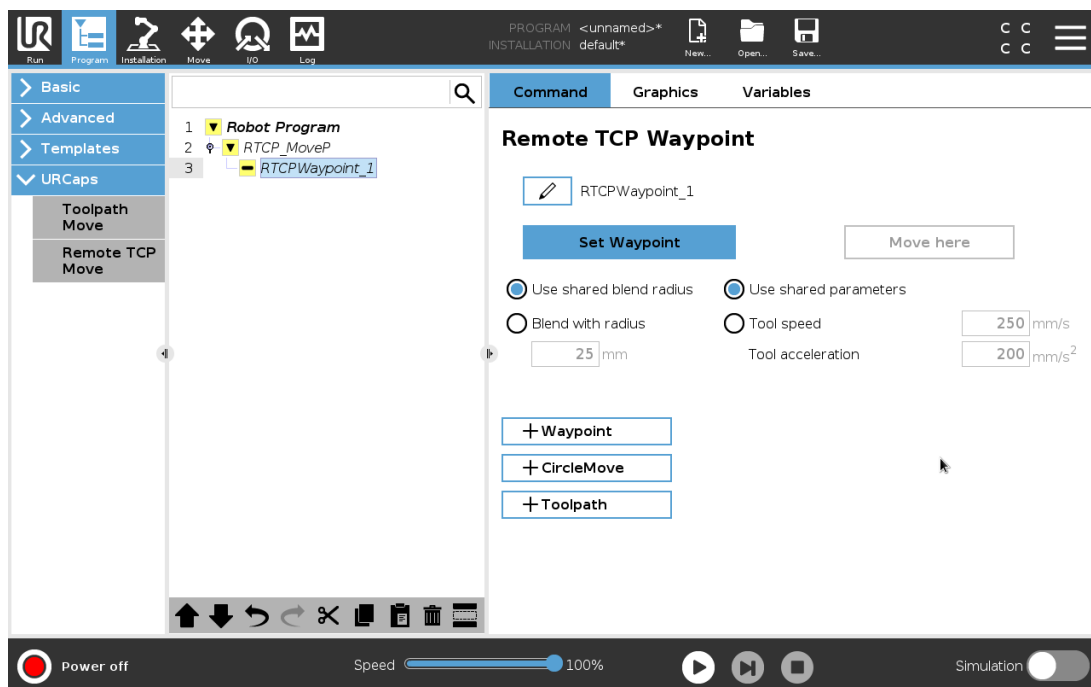 UR
PROGRAM <unnamed>*
INSTALLATION default*
C C
C C
Run
Program
Installation
Move
I/O
Log
New...
Open...
Save...
Basic
Advanced
Templates
URCaps
Toolpath
Move
Remote TCP
Move
1 Robot Program
2 RTCP_MoveP
3 RTCPWaypoint_1
Command Graphics Variables
Remote TCP Waypoint
RTCPWaypoint_1
Set Waypoint Move here
Use shared blend radius Use shared parameters
Blend with radius Tool speed 250 mm/s
25 mm Tool acceleration 200 mm/s²
+Waypoint
+CircleMove
+Toolpath
Power off Speed 100% Simulation